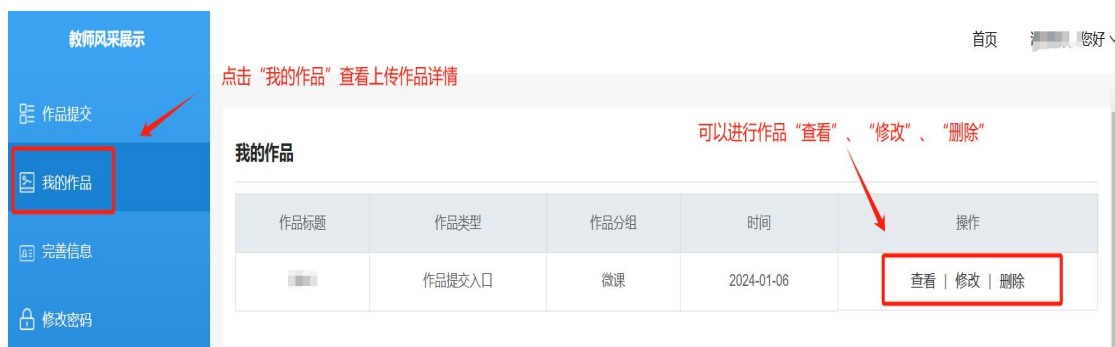 教师风采展示
首页
您好
点击“我的作品”查看上传作品详情
作品提交
可以进行作品“查看”、“修改”、“删除”
我的作品
我的作品
作品标题 作品类型 作品分组 时间 操作
完善信息
作品提交入口 微课 2024-01-06 查看 | 修改 | 删除
修改密码